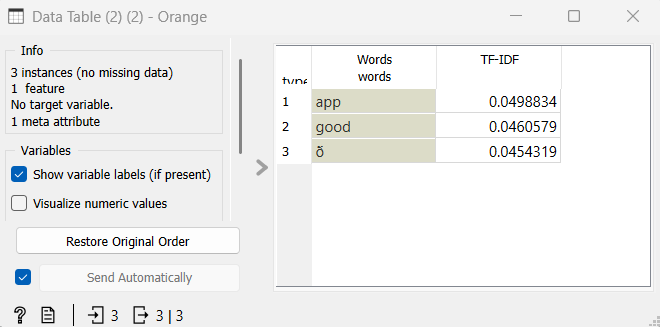 Data Table (2) (2) - Orange
Info
3 instances (no missing data)
1 feature
No target variable.
1 meta attribute
Variables
Show variable labels (if present)
Visualize numeric values
Restore Original Order
Send Automatically
? 3 3 | 3
Words TF-IDF
type words
1 app 0.0498834
2 good 0.0460579
3 ð 0.0454319